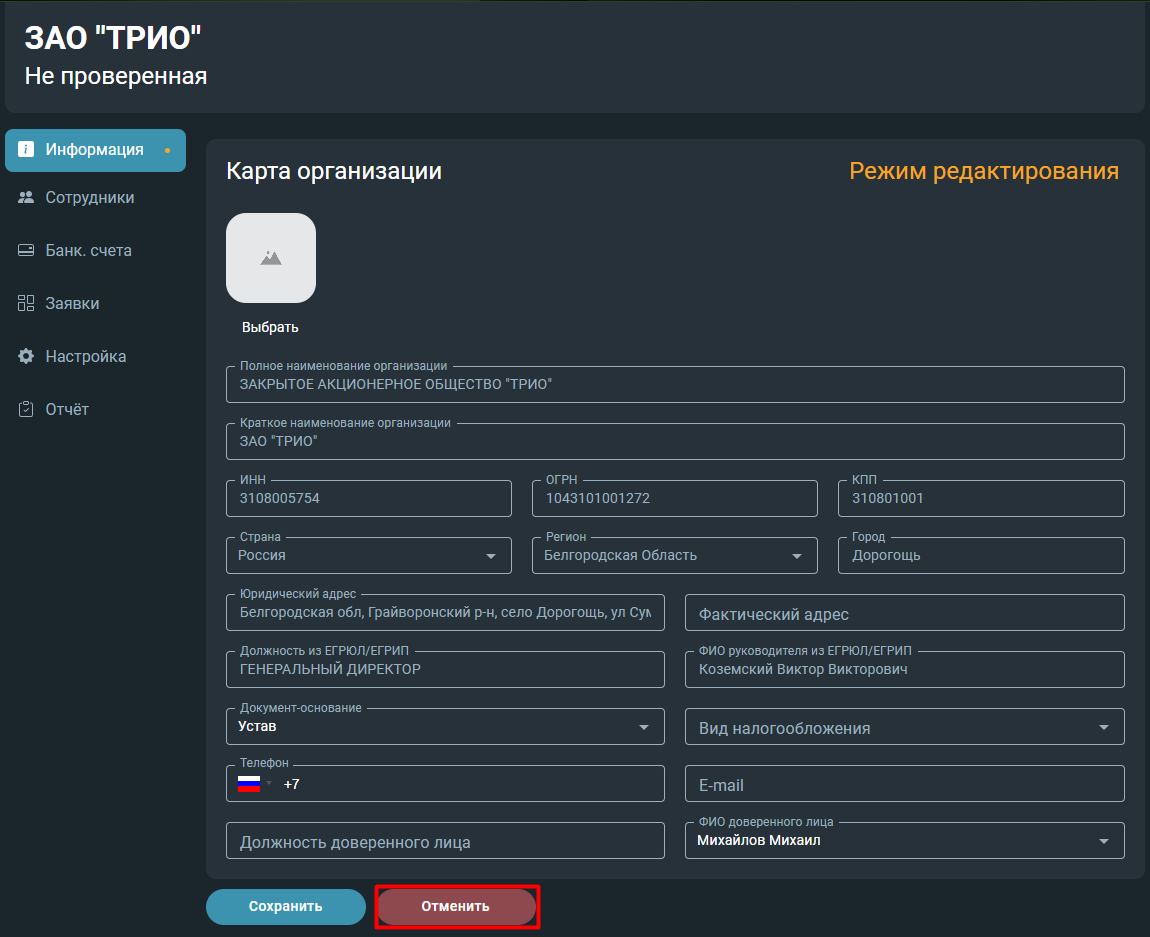 ЗАО "ТРИО"
Не проверенная
Информация
Сотрудники
Банк. счета
Заявки
Настройка
Отчёт
Карта организации
Режим редактирования
Выбрать
Полное наименование организации
ЗАКРЫТОЕ АКЦИОНЕРНОЕ ОБЩЕСТВО "ТРИО"
Краткое наименование организации
ЗАО "ТРИО"
ИНН
3108005754
ОГРН
1043101001272
КПП
310801001
Страна
Россия
Регион
Белгородская Область
Город
Дорогощь
Юридический адрес
Белгородская обл, Грайворонский р-н, село Дорогощь, ул Сум
Фактический адрес
Должность из ЕГРЮЛ/ЕГРИП
ГЕНЕРАЛЬНЫЙ ДИРЕКТОР
ФИО руководителя из ЕГРЮЛ/ЕГРИП
Коземский Виктор Викторович
Документ-основание
Устав
Вид налогообложения
Телефон
+7
E-mail
Должность доверенного лица
ФИО доверенного лица
Михайлов Михаил
Сохранить
Отменить